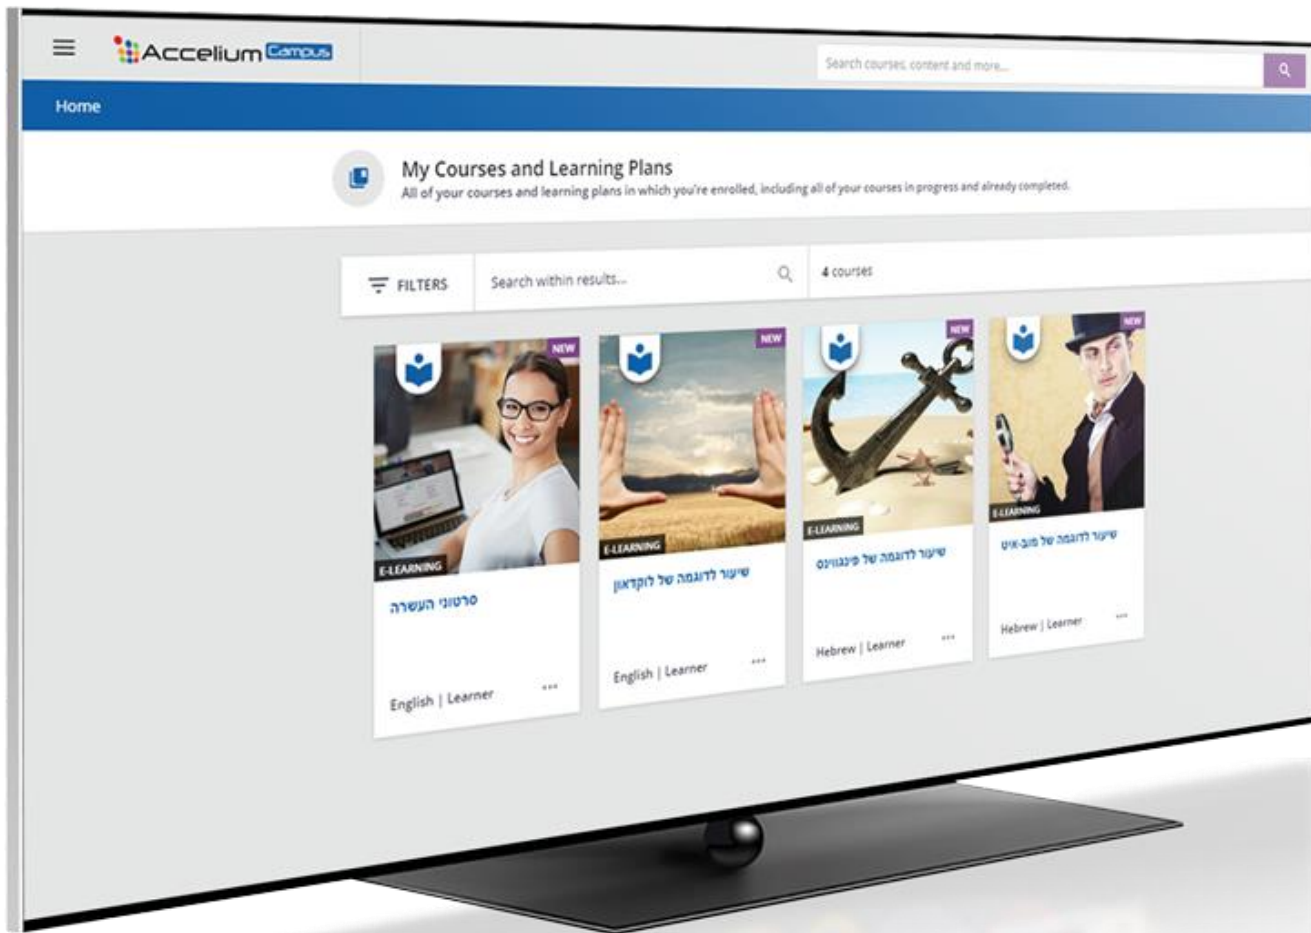 Accelium Campus
Search courses, content and more...
Home
My Courses and Learning Plans
All of your courses and learning plans in which you're enrolled, including all of your courses in progress and already completed.
FILTERS
Search within results...
4 courses
NEW
E-LEARNING
סרטוני העשרה
English | Learner
NEW
E-LEARNING
שיעור לדוגמה של לוקדאון
English | Learner
NEW
E-LEARNING
שיעור לדוגמה של פינגווינס
Hebrew | Learner
NEW
E-LEARNING
שיעור לדוגמה של מוב-איט
Hebrew | Learner